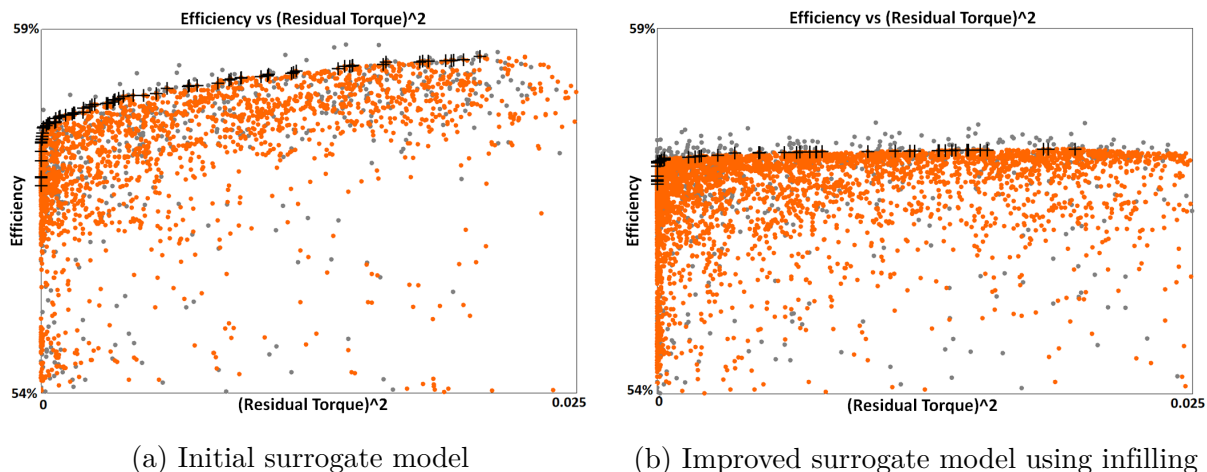 Efficiency vs (Residual Torque)^2
59%
Efficiency
54%
0
(Residual Torque)^2
0.025
(a) Initial surrogate model
Efficiency vs (Residual Torque)^2
59%
Efficiency
54%
0
(Residual Torque)^2
0.025
(b) Improved surrogate model using infilling